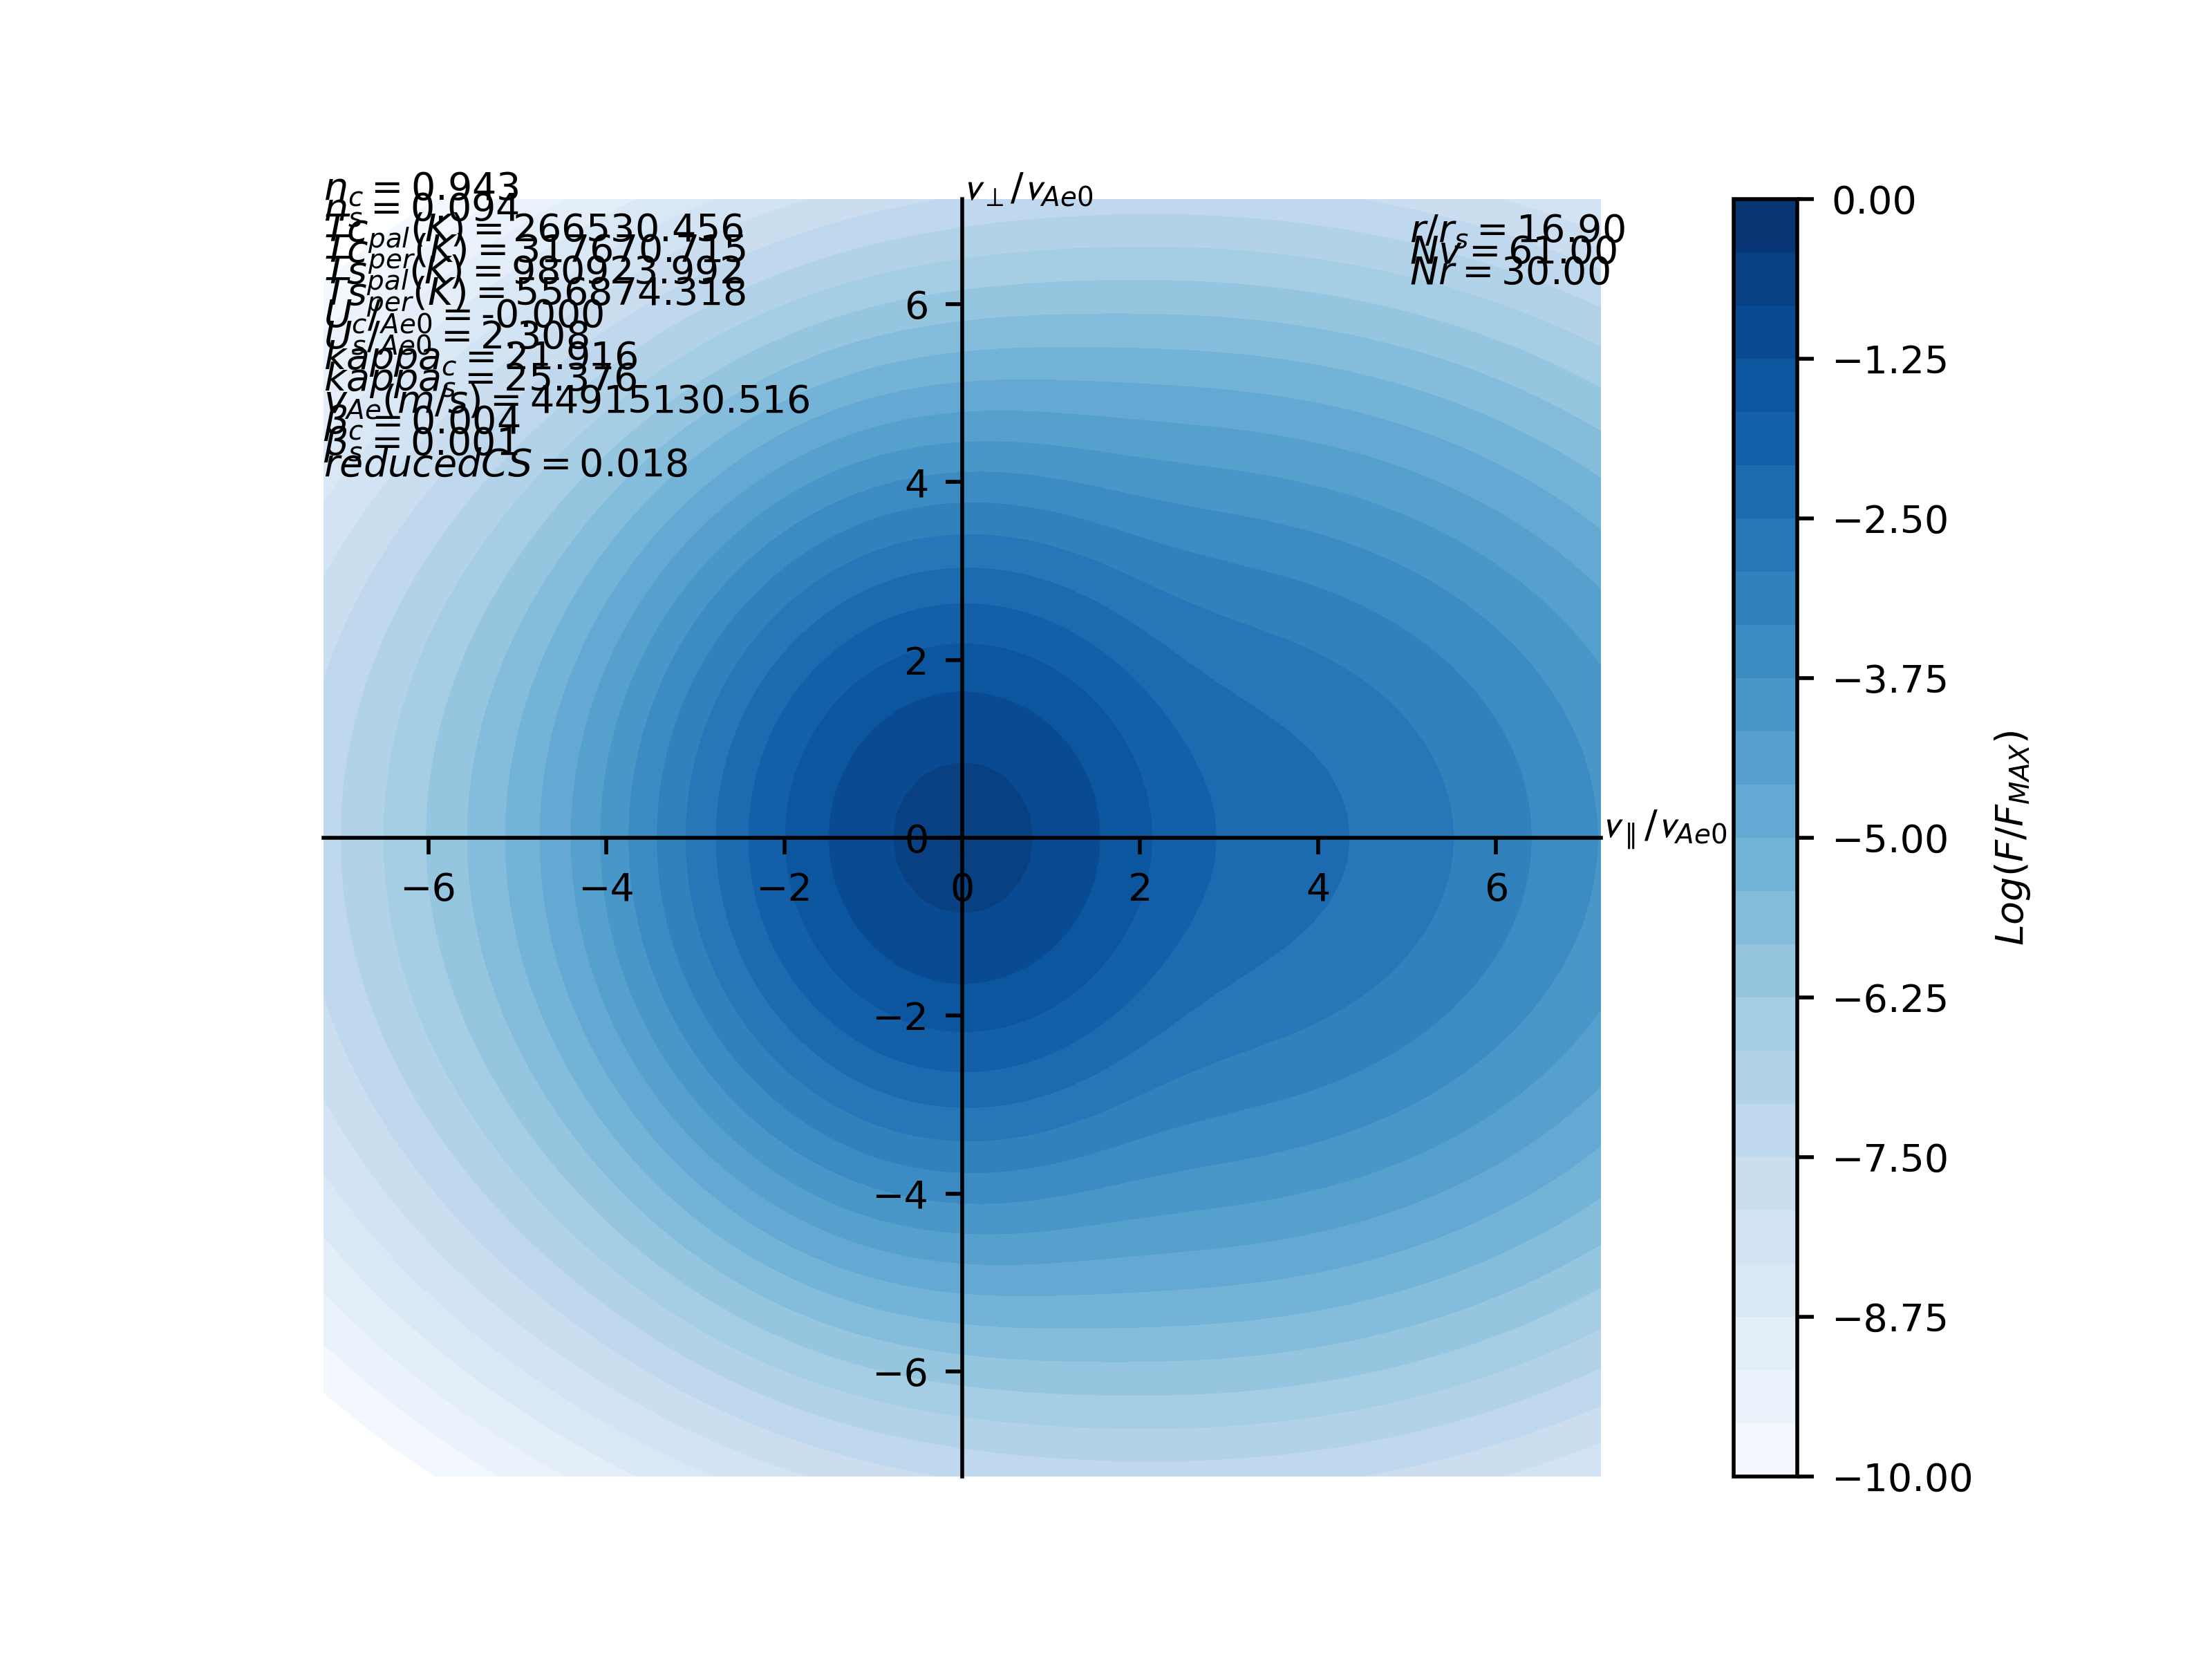 n_c = 0.943
n_s = 0.094
Tc_pal(K) = 266530.456
Tc_per(K) = 317670.715
Ts_pal(K) = 980923.992
Ts_per(K) = 556874.318
U_c/Ae0 = -0.000
U_s/Ae0 = 2.308
kappa_c = 21.916
kappa_s = 25.376
v_Ae(m/s) = 44915130.516
β_c = 0.004
β_s = 0.001
reducedCS = 0.018
v⊥/v_Ae0
r/r_s = 16.90
Nv = 61.00
Nr = 30.00
6
4
2
0
−2
−4
−6
−6 −4 −2 0 2 4 6
v∥/v_Ae0
0.00
−1.25
−2.50
−3.75
−5.00
−6.25
−7.50
−8.75
−10.00
Log(F/F_MAX)